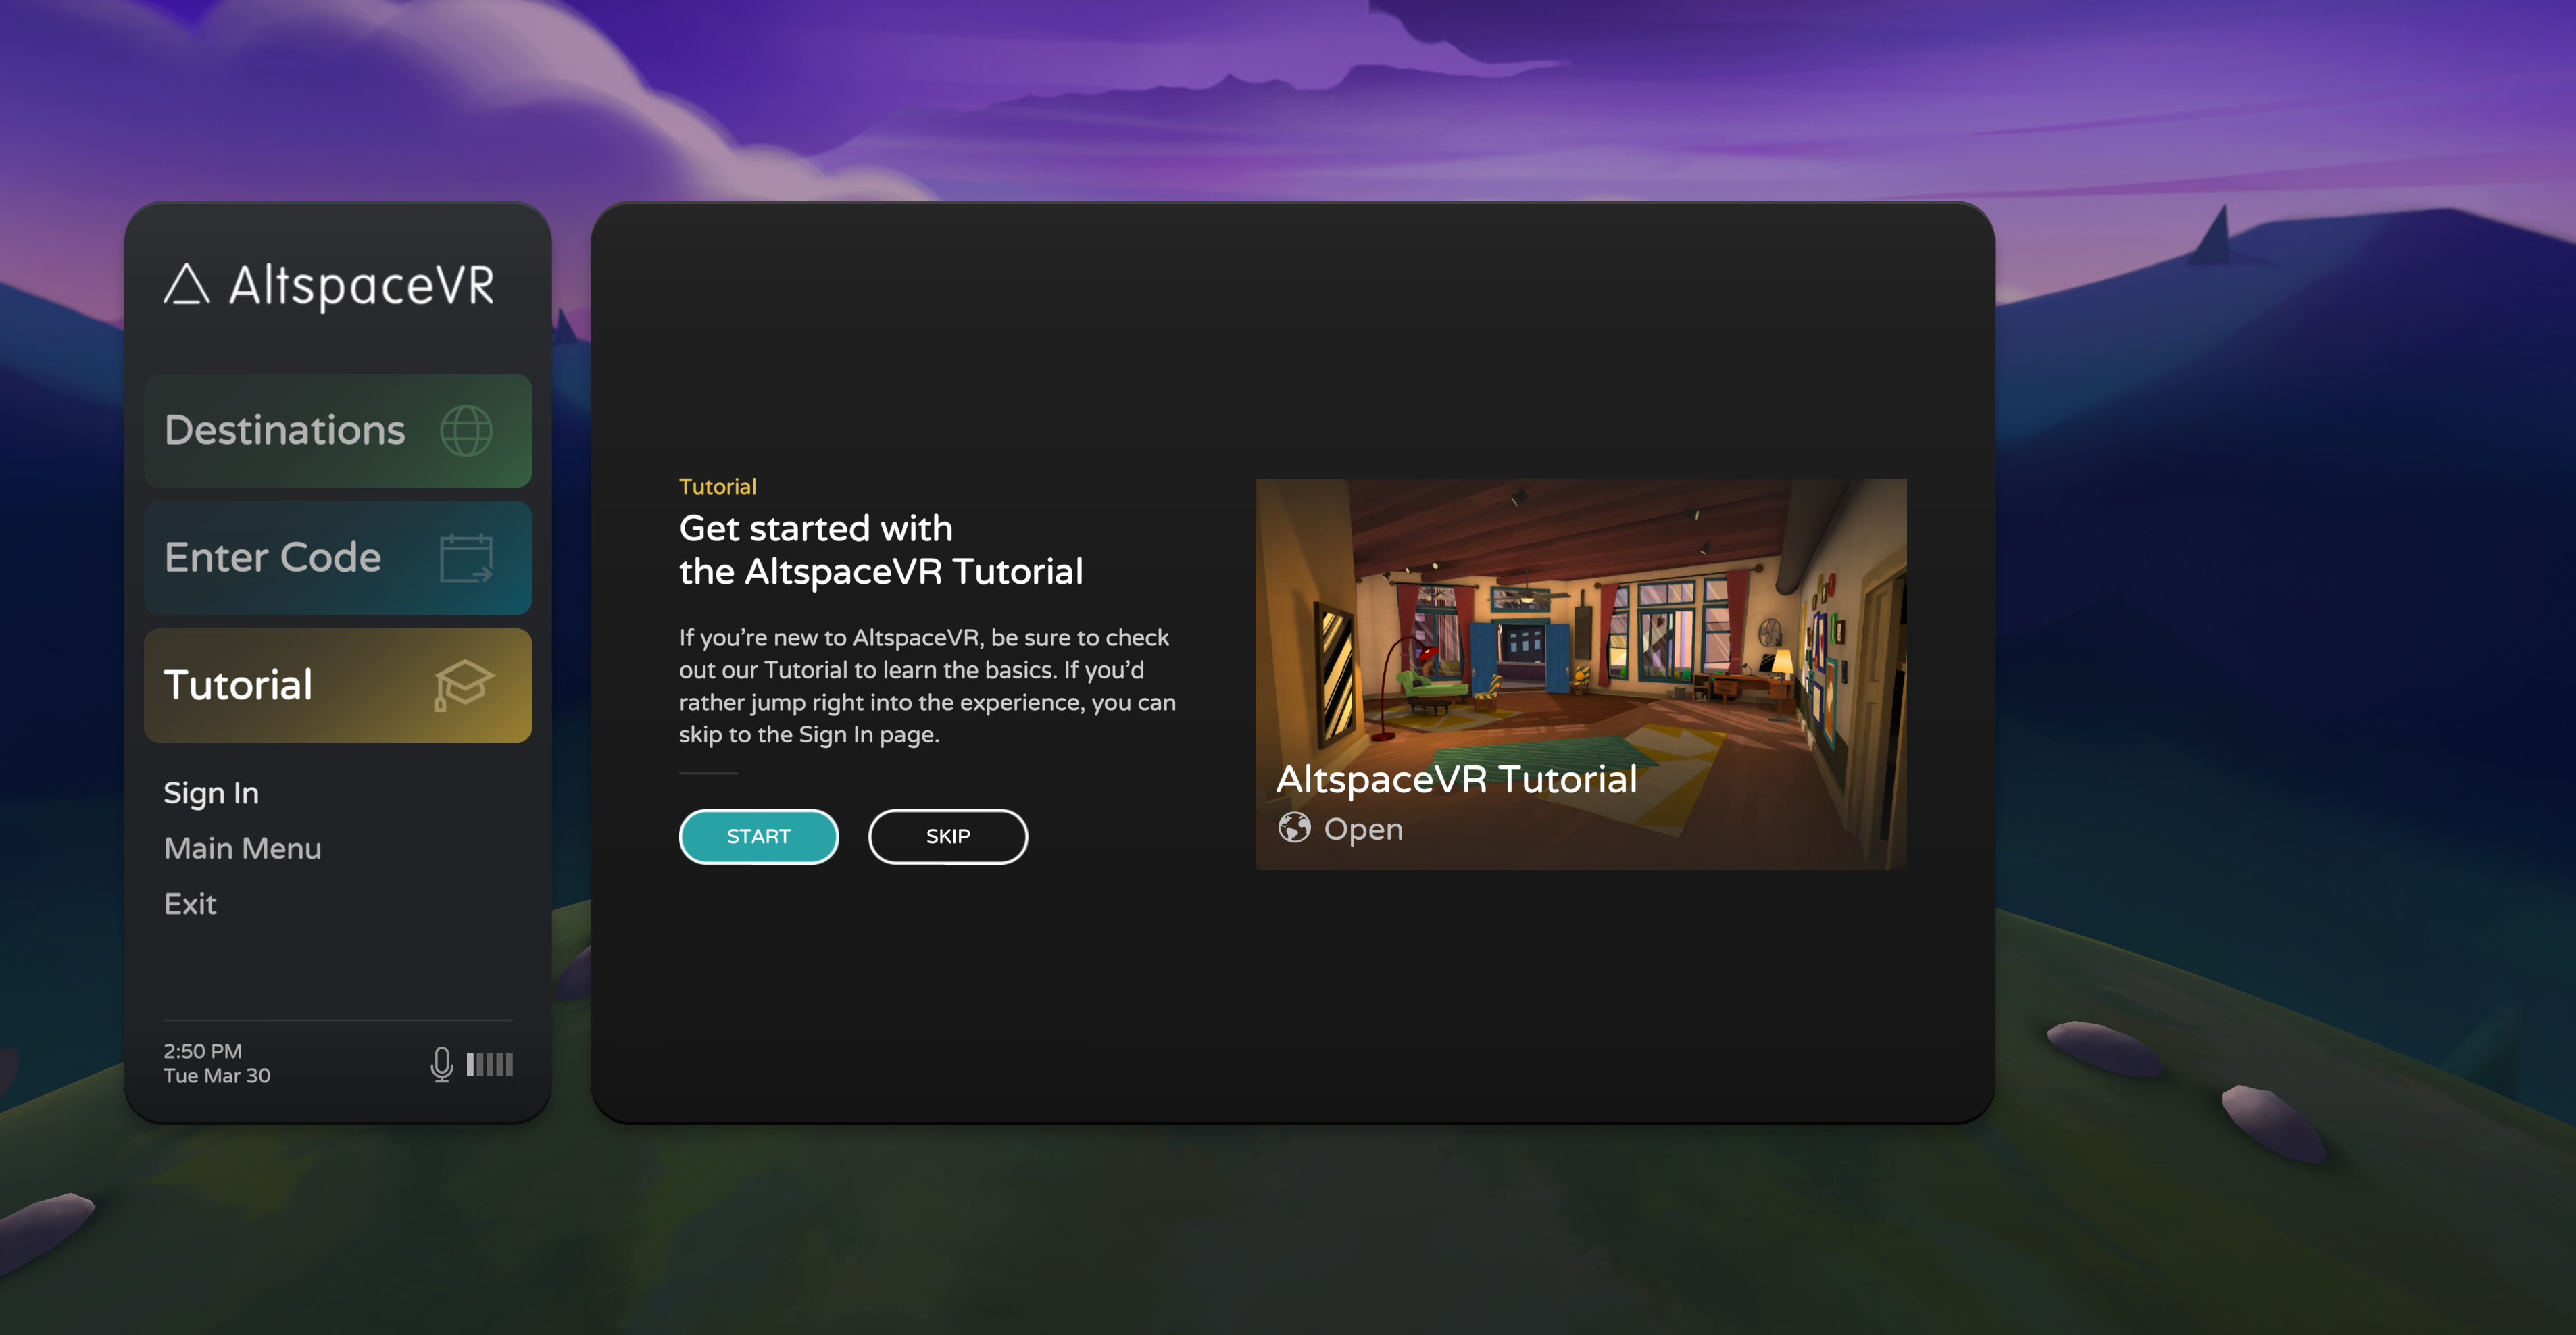 AltspaceVR
Destinations
Enter Code
Tutorial
Sign In
Main Menu
Exit
2:50 PM
Tue Mar 30
Tutorial
Get started with
the AltspaceVR Tutorial
If you’re new to AltspaceVR, be sure to check
out our Tutorial to learn the basics. If you’d
rather jump right into the experience, you can
skip to the Sign In page.
START
SKIP
AltspaceVR Tutorial
Open